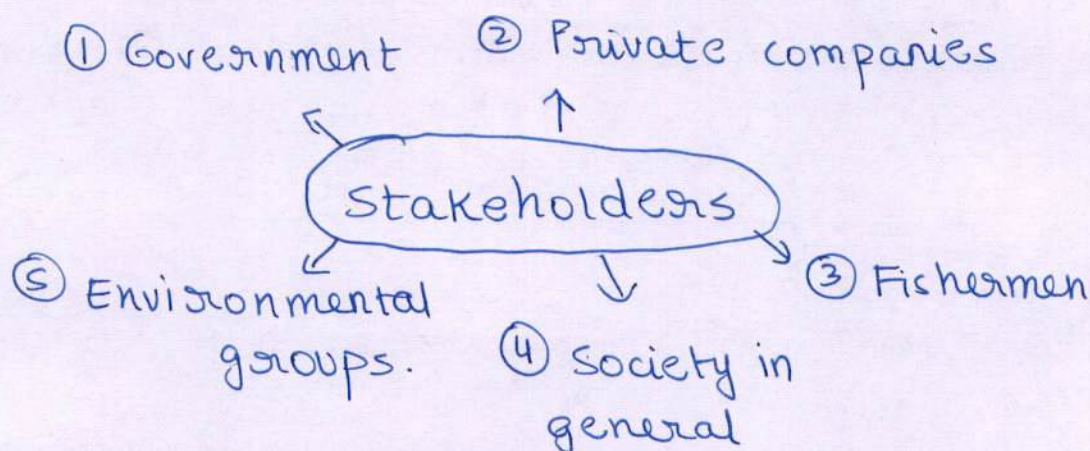 ① Government ② Private companies
Stakeholders
⑤ Environmental groups.
③ Fishermen
④ Society in general